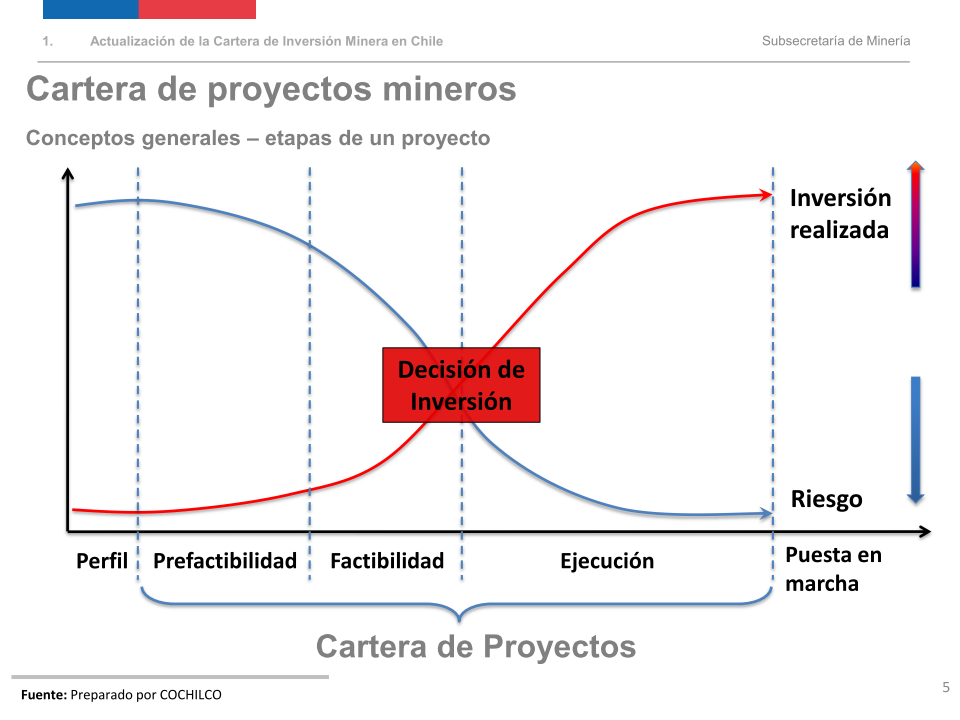 1. Actualización de la Cartera de Inversión Minera en Chile
Subsecretaría de Minería
Cartera de proyectos mineros
Conceptos generales – etapas de un proyecto
Inversión
realizada
Decisión de
Inversión
Riesgo
Perfil
Prefactibilidad
Factibilidad
Ejecución
Puesta en
marcha
Cartera de Proyectos
Fuente: Preparado por COCHILCO
5